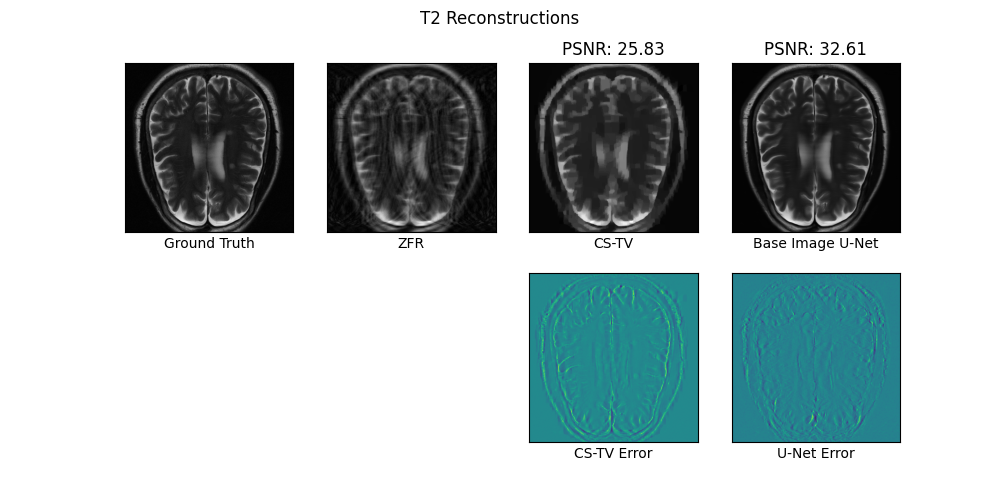 T2 Reconstructions
PSNR: 25.83
PSNR: 32.61
Ground Truth
ZFR
CS-TV
Base Image U-Net
CS-TV Error
U-Net Error